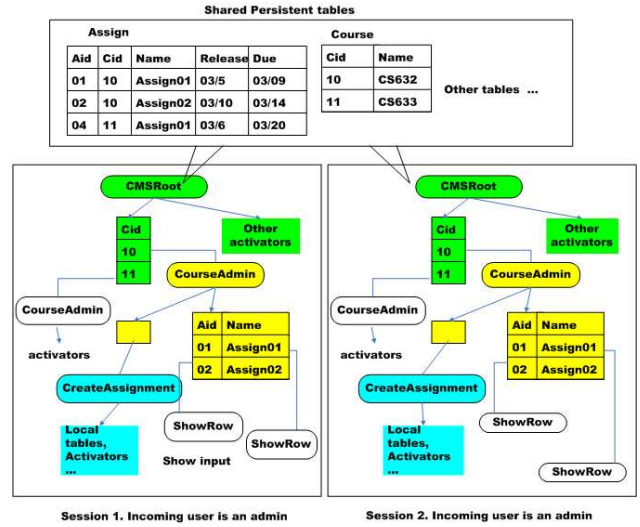 Shared Persistent tables
Assign
Aid Cid Name Release Due
01 10 Assign01 03/5 03/09
02 10 Assign02 03/10 03/14
04 11 Assign01 03/6 03/20
Course
Cid Name
10 CS632
11 CS633
Other tables ...
CMSRoot
Cid
10
11
Other
activators
CourseAdmin
CourseAdmin
activators
Aid Name
01 Assign01
02 Assign02
CreateAssignment
ShowRow
ShowRow
Local
tables,
Activators
...
Show input
Session 1. Incoming user is an admin
CMSRoot
Cid
10
11
Other
activators
CourseAdmin
CourseAdmin
activators
Aid Name
01 Assign01
02 Assign02
CreateAssignment
ShowRow
ShowRow
Local
tables,
Activators
...
Session 2. Incoming user is an admin